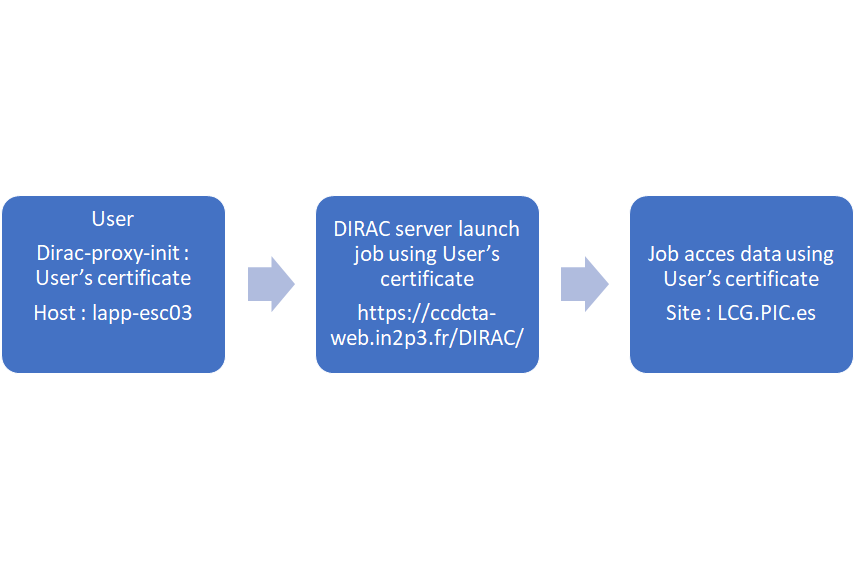 User
Dirac-proxy-init :
User’s certificate
Host : lapp-esc03
DIRAC server launch
job using User’s
certificate
https://ccdcta-
web.in2p3.fr/DIRAC/
Job acces data using
User’s certificate
Site : LCG.PIC.es